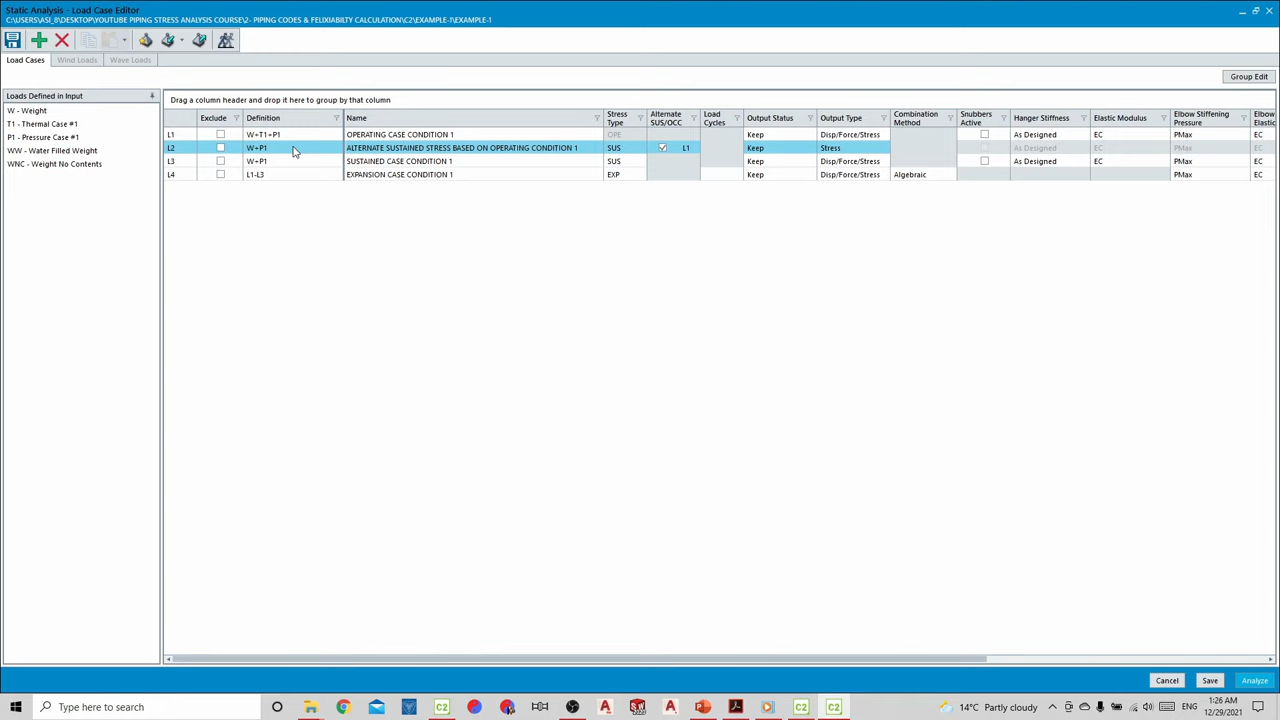 Static Analysis - Load Case Editor
C:\USERS\ASI_B\DESKTOP\YOUTUBE PIPING STRESS ANALYSIS COURSE\2- PIPING CODES & FELIXIABILTY CALCULATION\C2\EXAMPLE-1\EXAMPLE-1
Load Cases Wind Loads Wave Loads
Group Edit
Loads Defined in Input
W - Weight
T1 - Thermal Case #1
P1 - Pressure Case #1
WW - Water Filled Weight
WNC - Weight No Contents
Drag a column header and drop it here to group by that column
Exclude Definition Name Stress Type Alternate SUS/OCC Load Cycles Output Status Output Type Combination Method Snubbers Active Hanger Stiffness Elastic Modulus Elbow Stiffening Pressure Elbow Elastic
L1 W+T1+P1 OPERATING CASE CONDITION 1 OPE Keep Disp/Force/Stress As Designed EC PMax EC
L2 W+P1 ALTERNATE SUSTAINED STRESS BASED ON OPERATING CONDITION 1 SUS L1 Keep Stress As Designed EC PMax EC
L3 W+P1 SUSTAINED CASE CONDITION 1 SUS Keep Disp/Force/Stress As Designed EC PMax EC
L4 L1-L3 EXPANSION CASE CONDITION 1 EXP Keep Disp/Force/Stress Algebraic PMax EC
Cancel Save Analyze
Type here to search
C2
C2 C2
14°C Partly cloudy
ENG
1:26 AM
12/29/2021